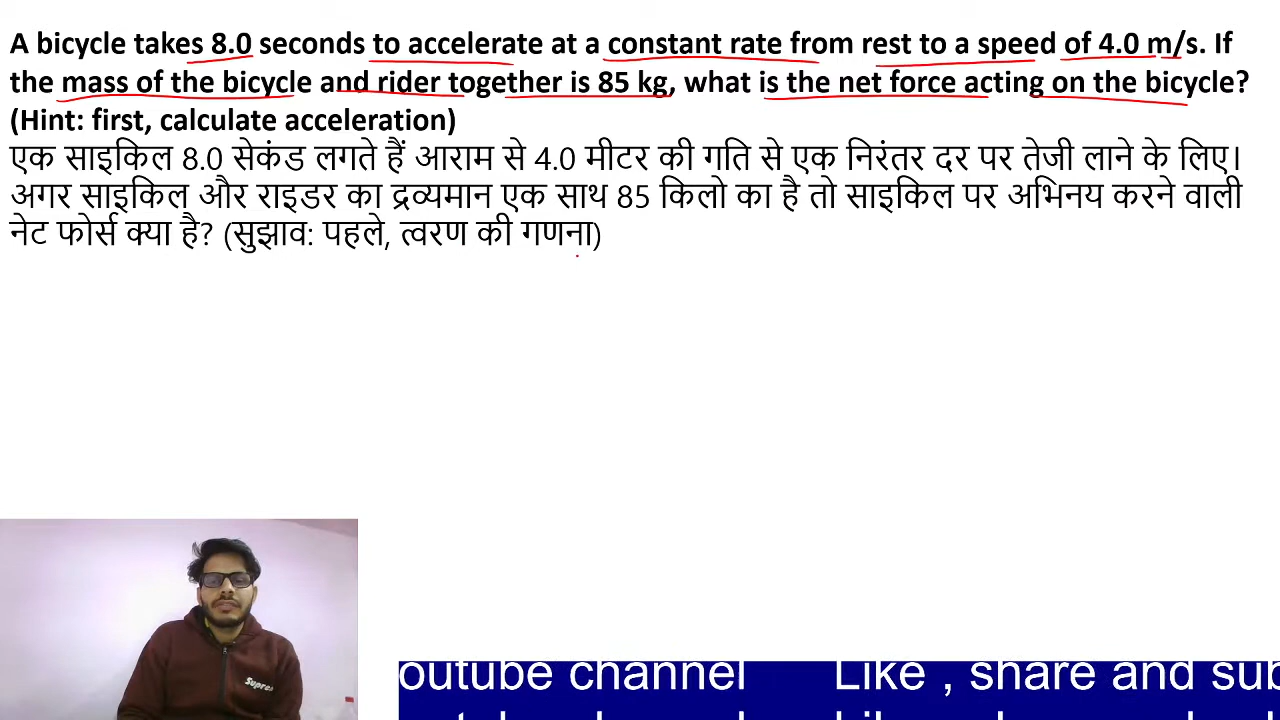 A bicycle takes 8.0 seconds to accelerate at a constant rate from rest to a speed of 4.0 m/s. If
the mass of the bicycle and rider together is 85 kg, what is the net force acting on the bicycle?
(Hint: first, calculate acceleration)
एक साइकिल 8.0 सेकंड लगते हैं आराम से 4.0 मीटर की गति से एक निरंतर दर पर तेजी लाने के लिए।
अगर साइकिल और राइडर का द्रव्यमान एक साथ 85 किलो का है तो साइकिल पर अभिनय करने वाली
नेट फोर्स क्या है? (सुझाव: पहले, त्वरण की गणना)
outube channel Like , share and sub